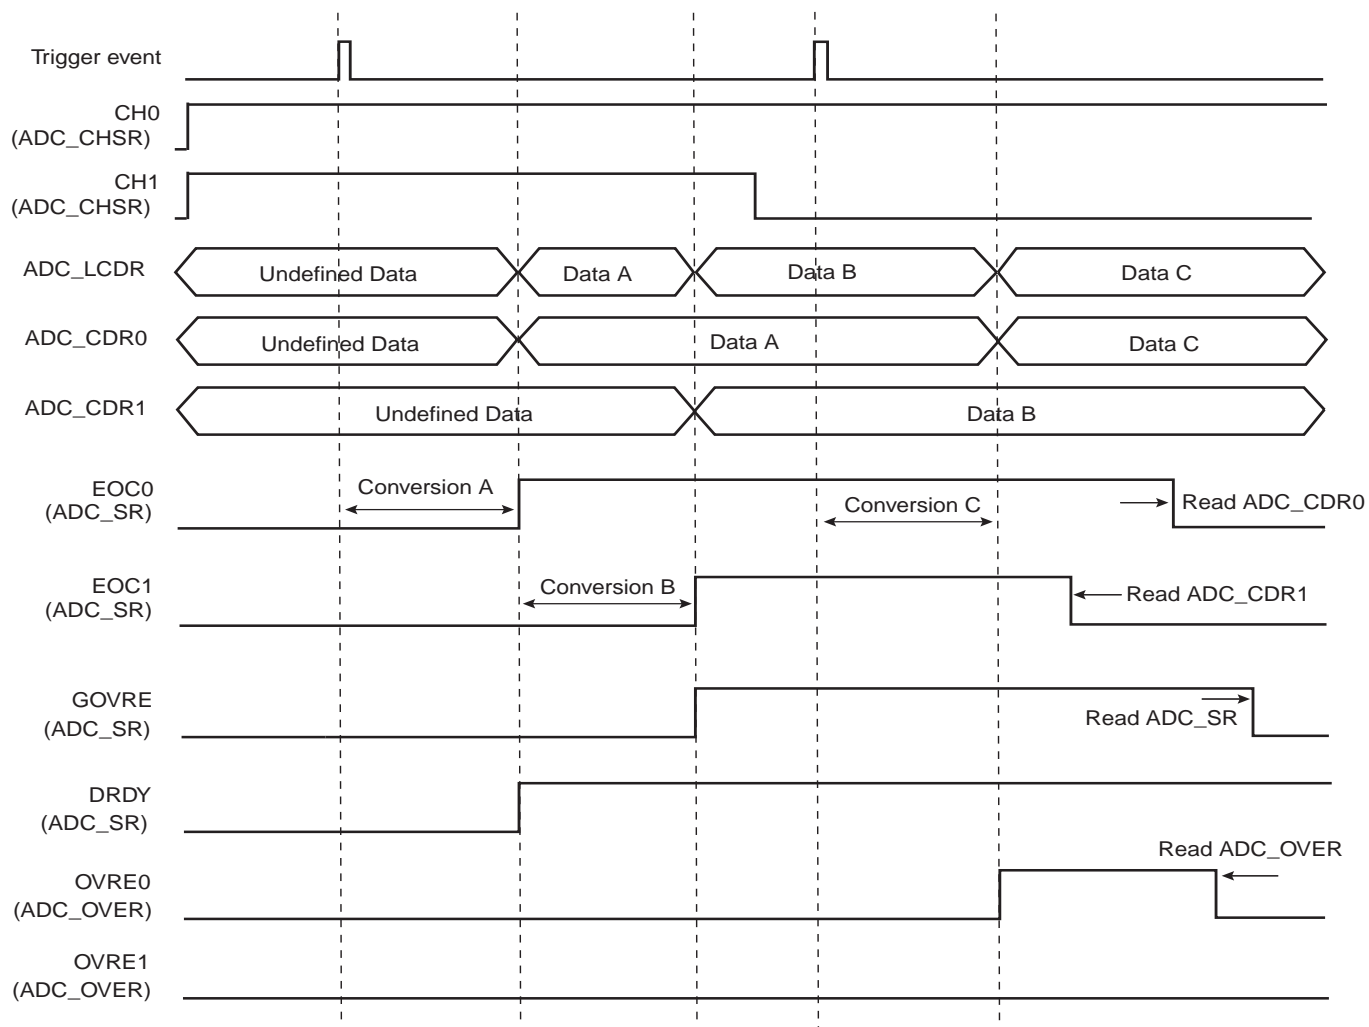 Trigger event
CH0
(ADC_CHSR)
CH1
(ADC_CHSR)
ADC_LCDR
Undefined Data
Data A
Data B
Data C
ADC_CDR0
Undefined Data
Data A
Data C
ADC_CDR1
Undefined Data
Data B
EOC0
(ADC_SR)
Conversion A
Conversion C
Read ADC_CDR0
EOC1
(ADC_SR)
Conversion B
Read ADC_CDR1
GOVRE
(ADC_SR)
Read ADC_SR
DRDY
(ADC_SR)
Read ADC_OVER
OVRE0
(ADC_OVER)
OVRE1
(ADC_OVER)